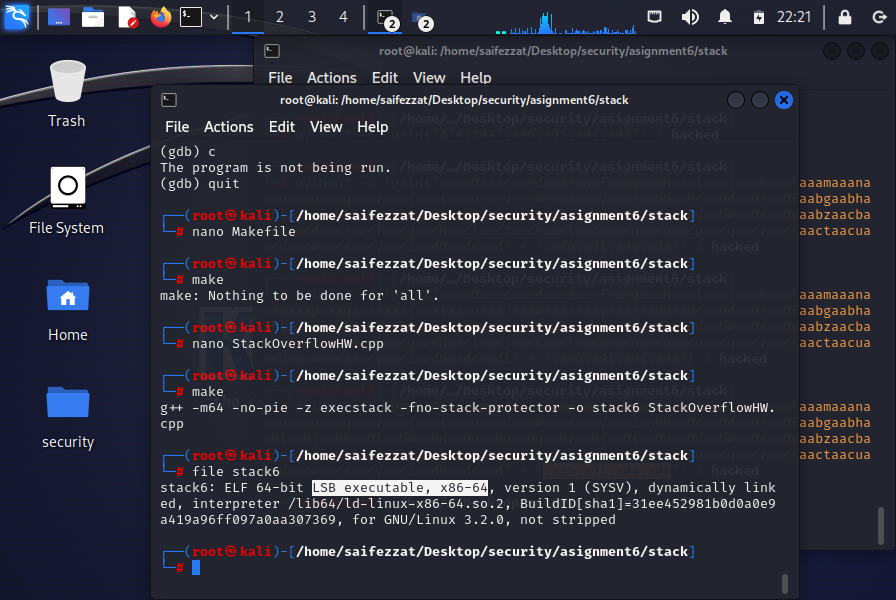 1 2 3 4 2 2 22:21
root@kali: /home/saifezzat/Desktop/security/asignment6/stack
File Actions Edit View Help
Trash
File System
Home
security
root@kali: /home/saifezzat/Desktop/security/asignment6/stack
File Actions Edit View Help
(gdb) c
The program is not being run.
(gdb) quit
┌──(root㉿kali)-[/home/saifezzat/Desktop/security/asignment6/stack]
└─# nano Makefile
┌──(root㉿kali)-[/home/saifezzat/Desktop/security/asignment6/stack]
└─# make
make: Nothing to be done for 'all'.
┌──(root㉿kali)-[/home/saifezzat/Desktop/security/asignment6/stack]
└─# nano StackOverflowHW.cpp
┌──(root㉿kali)-[/home/saifezzat/Desktop/security/asignment6/stack]
└─# make
g++ -m64 -no-pie -z execstack -fno-stack-protector -o stack6 StackOverflowHW.
cpp
┌──(root㉿kali)-[/home/saifezzat/Desktop/security/asignment6/stack]
└─# file stack6
stack6: ELF 64-bit LSB executable, x86-64, version 1 (SYSV), dynamically link
ed, interpreter /lib64/ld-linux-x86-64.so.2, BuildID[sha1]=31ee452981b0d0a0e9
a419a96ff097a0aa307369, for GNU/Linux 3.2.0, not stripped
┌──(root㉿kali)-[/home/saifezzat/Desktop/security/asignment6/stack]
└─#
aaamaaana
aabgaabha
aabzaacba
aactaacua
aaamaaana
aabgaabha
aabzaacba
aactaacua
aaamaaana
aabgaabha
aabzaacba
aactaacua